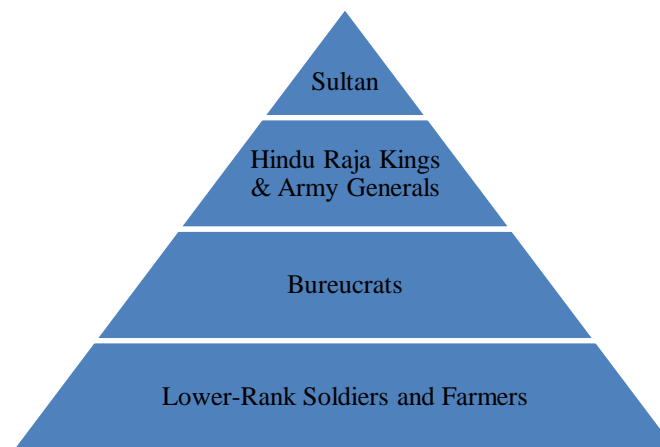 Sultan
Hindu Raja Kings
& Army Generals
Bureucrats
Lower-Rank Soldiers and Farmers